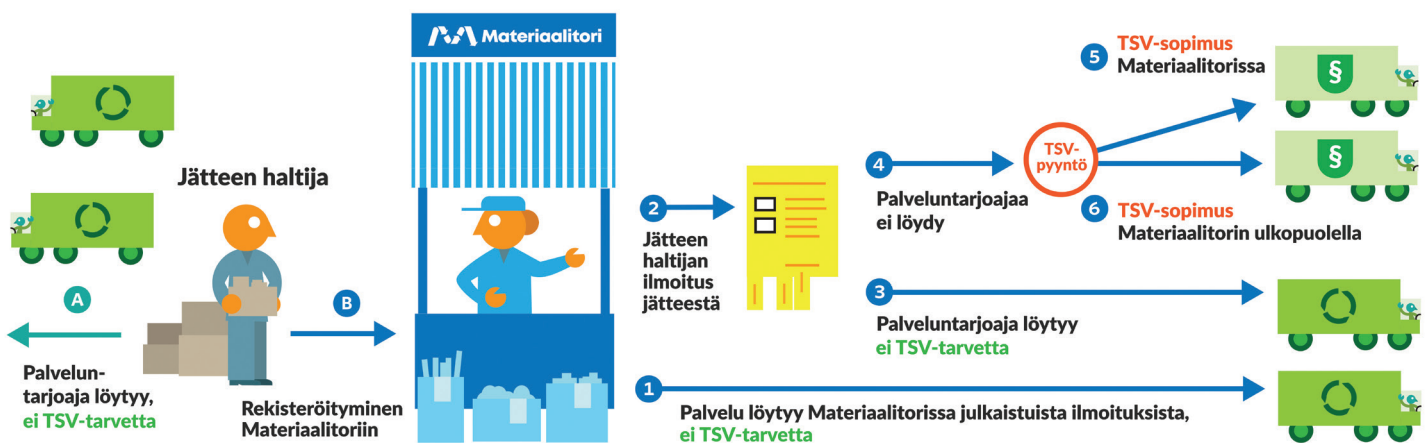 Materiaalitori
Jätteen haltija
A
Palvelun-
tarjoaja löytyy,
ei TSV-tarvetta
B
Rekisteröityminen
Materiaalitoriin
2
Jätteen
haltijan
ilmoitus
jätteestä
4
Palveluntarjoajaa
ei löydy
TSV-
pyyntö
5
TSV-sopimus
Materiaalitorissa
§
§
6
TSV-sopimus
Materiaalitorin ulkopuolella
3
Palveluntarjoaja löytyy
ei TSV-tarvetta
1
Palvelu löytyy Materiaalitorissa julkaistuista ilmoituksista,
ei TSV-tarvetta